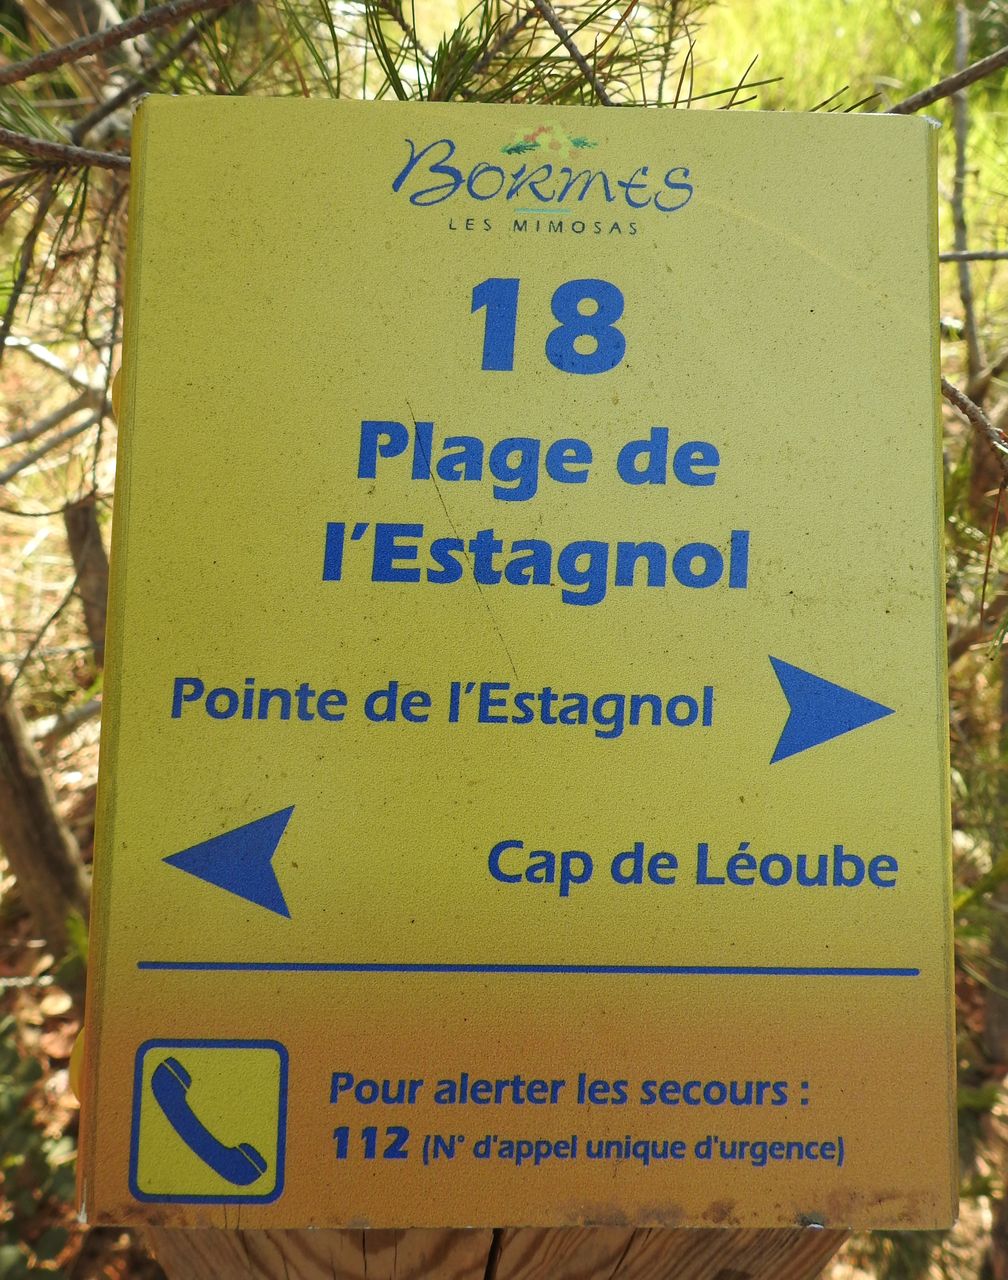 Bormes
LES MIMOSAS
18
Plage de
l'Estagnol
Pointe de l'Estagnol
Cap de Léoube
Pour alerter les secours :
112 (N° d'appel unique d'urgence)